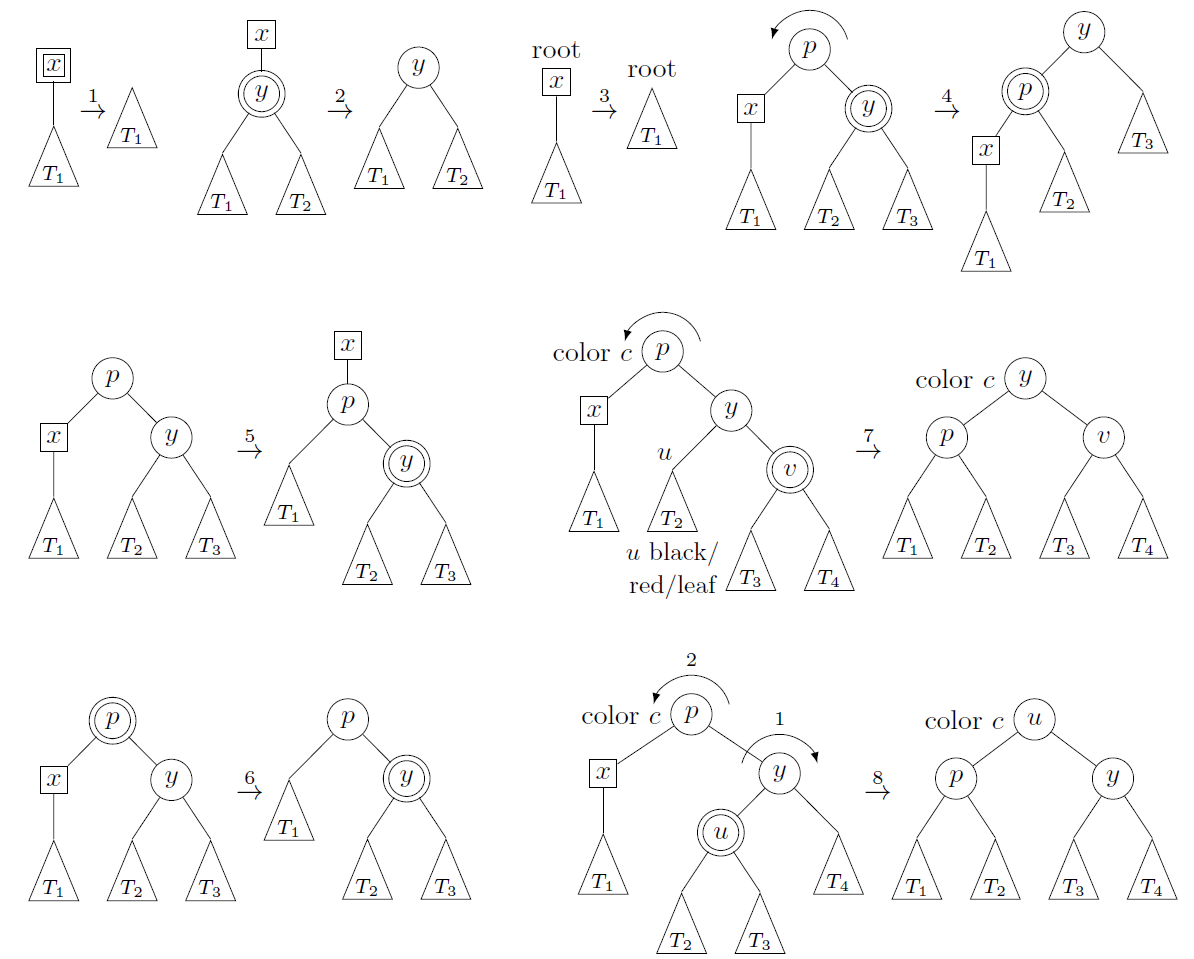 x
1
→
T1
T1
x
y
2
→
T1
T2
y
T1
T2
root
x
3
→
T1
root
T1
p
x
y
T1
T2
T3
4
→
y
p
x
T3
T2
T1
p
x
y
T1
T2
T3
5
→
x
p
y
T1
T2
T3
color c
p
x
y
u
v
T1
T2
u black/
red/leaf
T3
T4
7
→
color c
y
p
v
T1
T2
T3
T4
p
x
y
T1
T2
T3
6
→
p
y
T1
T2
T3
2
color c
p
1
x
y
u
T1
T4
T2
T3
8
→
color c
u
p
y
T1
T2
T3
T4